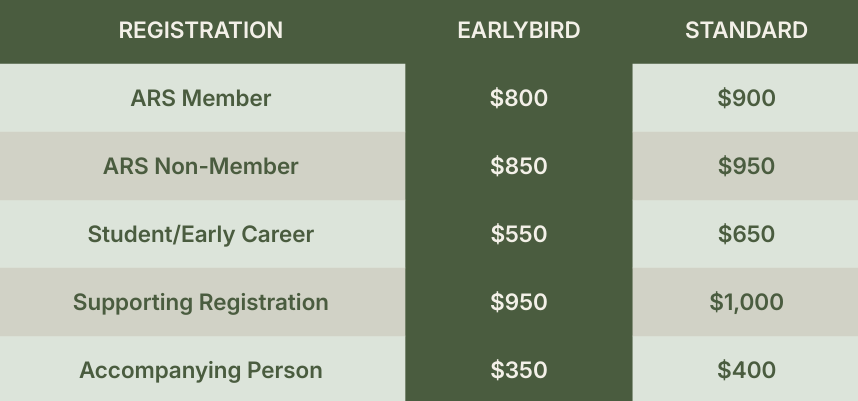 REGISTRATION EARLYBIRD STANDARD
ARS Member $800 $900
ARS Non-Member $850 $950
Student/Early Career $550 $650
Supporting Registration $950 $1,000
Accompanying Person $350 $400